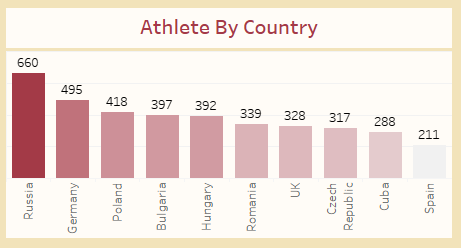 Athlete By Country
660
495
418
397
392
339
328
317
288
211
Russia
Germany
Poland
Bulgaria
Hungary
Romania
UK
Czech
Republic
Cuba
Spain